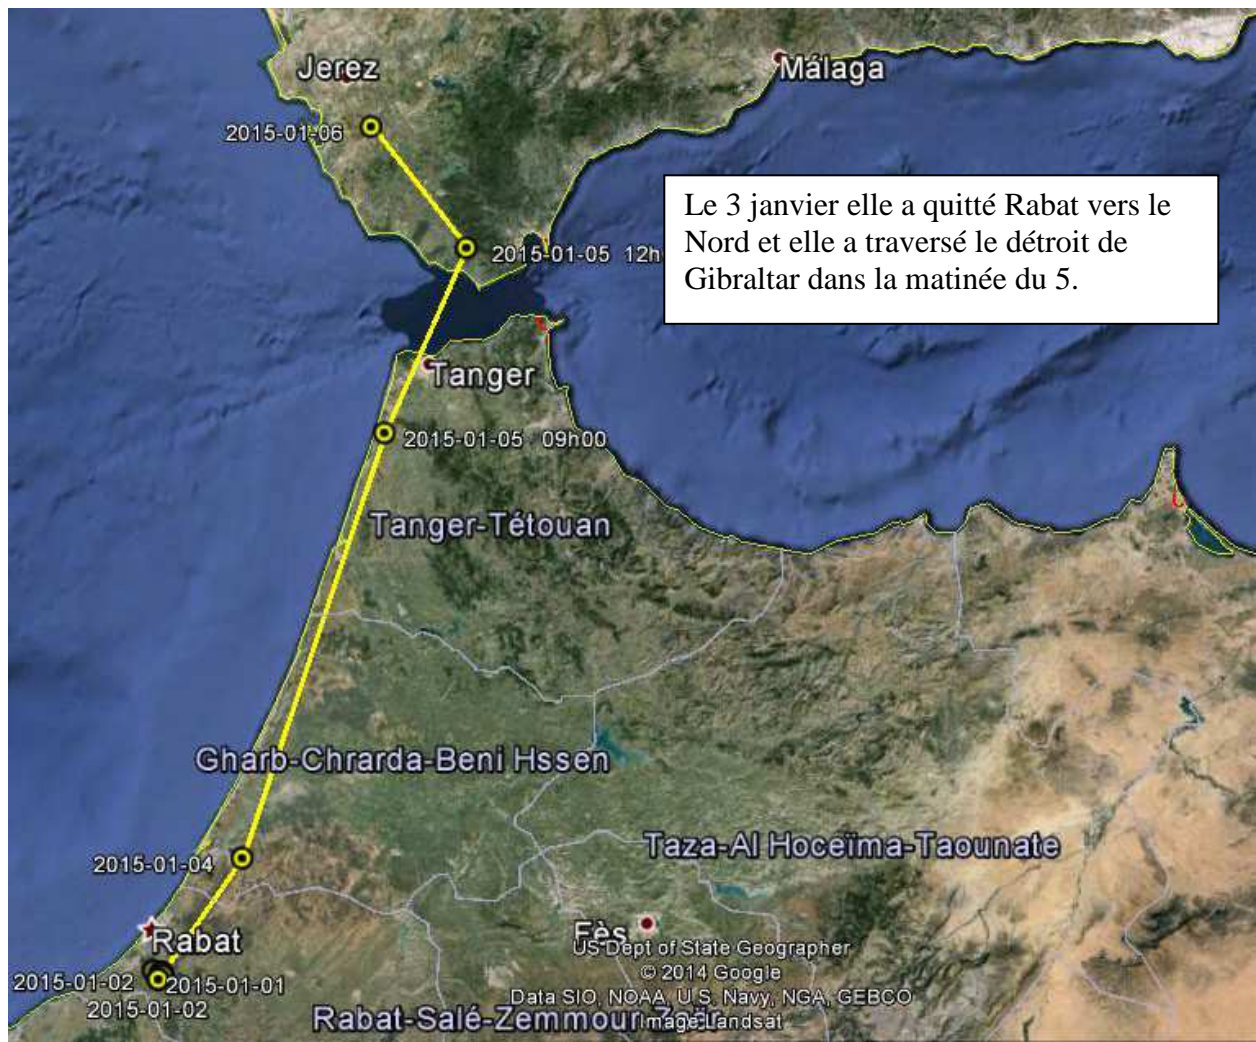 Jerez
Málaga
2015-01-06
Le 3 janvier elle a quitté Rabat vers le
Nord et elle a traversé le détroit de
Gibraltar dans la matinée du 5.
2015-01-05 12h
Tanger
2015-01-05 09h00
Tanger-Tétouan
Gharb-Chrarda-Beni Hssen
Taza-Al Hoceïma-Taounate
2015-01-04
Rabat
Fès
US Dept of State Geographer
© 2014 Google
2015-01-02
2015-01-01
Data SIO, NOAA, U.S. Navy, NGA, GEBCO
2015-01-02
Rabat-Salé-Zemmour-Zaër
Image Landsat